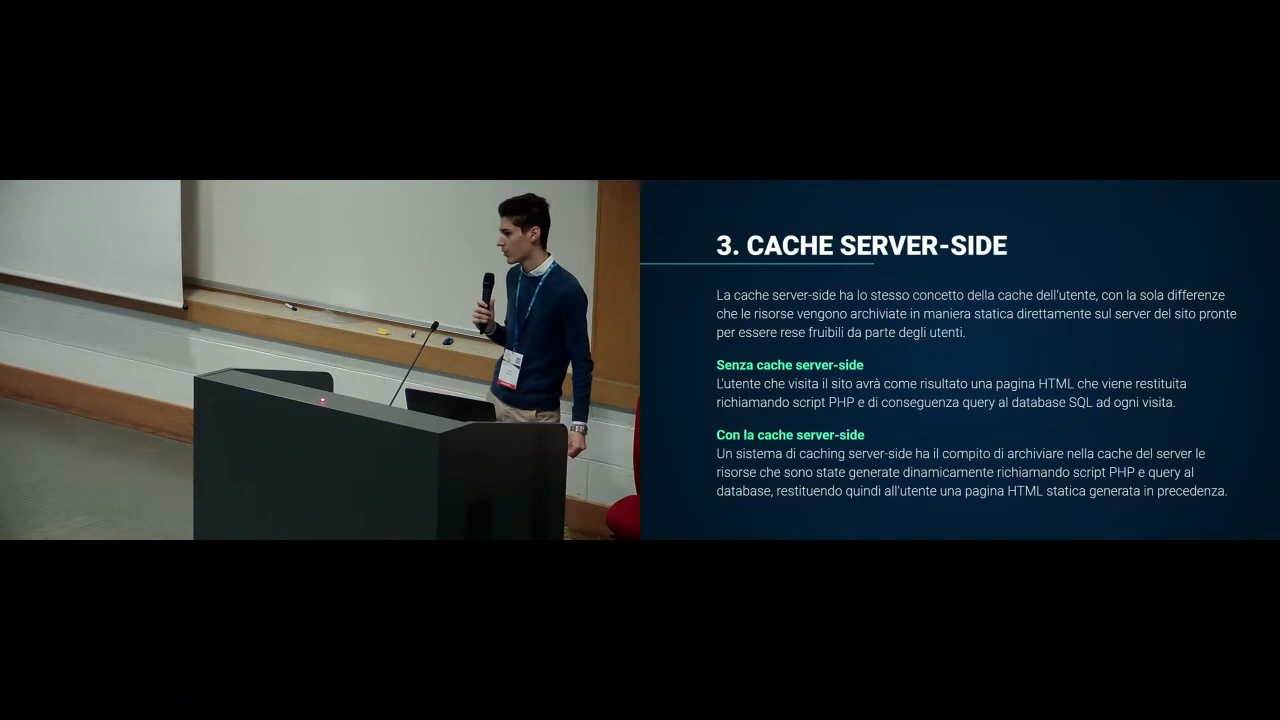 3. CACHE SERVER-SIDE
La cache server-side ha lo stesso concetto della cache dell'utente, con la sola differenze
che le risorse vengono archiviate in maniera statica direttamente sul server del sito pronte
per essere rese fruibili da parte degli utenti.
Senza cache server-side
L'utente che visita il sito avrà come risultato una pagina HTML che viene restituita
richiamando script PHP e di conseguenza query al database SQL ad ogni visita.
Con la cache server-side
Un sistema di caching server-side ha il compito di archiviare nella cache del server le
risorse che sono state generate dinamicamente richiamando script PHP e query al
database, restituendo quindi all'utente una pagina HTML statica generata in precedenza.